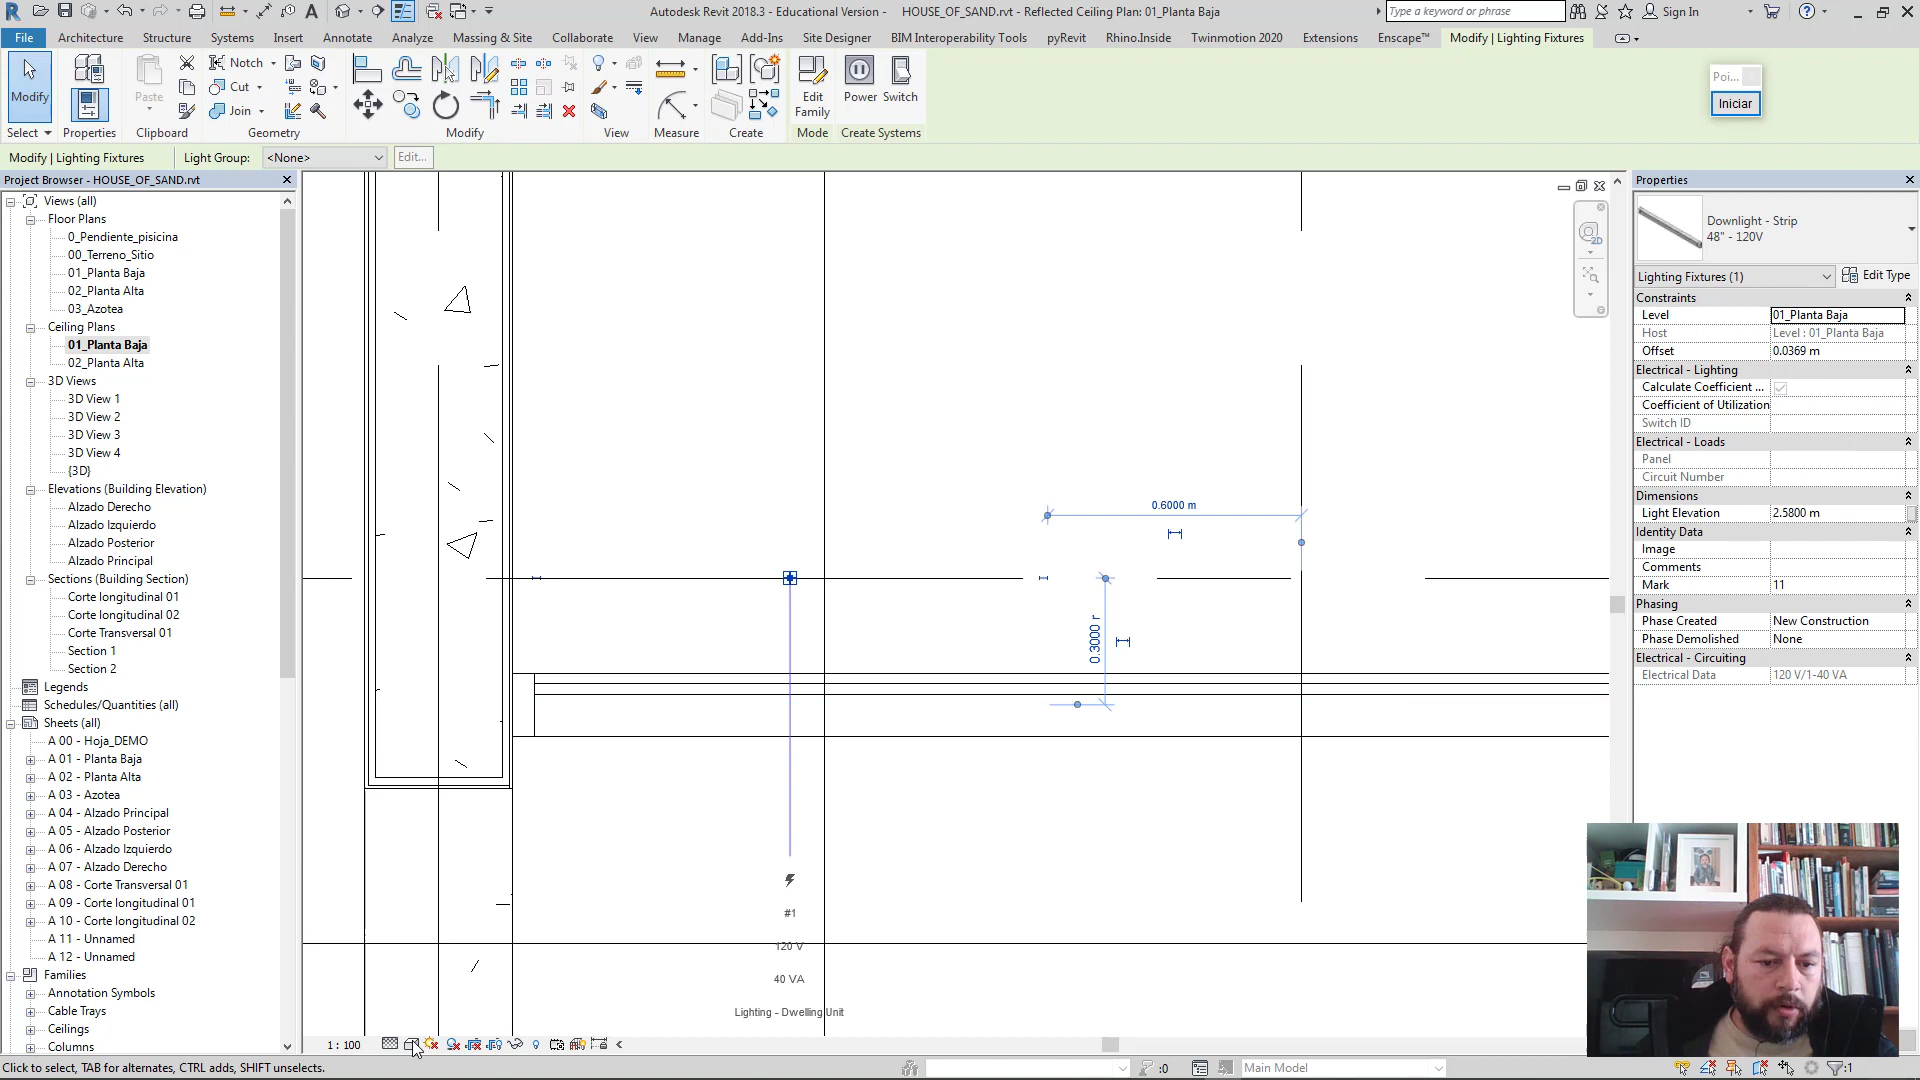 Autodesk Revit 2018.3 - Educational Version -    HOUSE_OF_SAND.rvt - Reflected Ceiling Plan: 01_Planta Baja
Type a keyword or phrase
Sign In
File Architecture Structure Systems Insert Annotate Analyze Massing & Site Collaborate View Manage Add-Ins Site Designer BIM Interoperability Tools pyRevit Rhino.Inside Twinmotion 2020 Extensions Enscape™ Modify | Lighting Fixtures
Modify
Paste
Notch
Cut
Join
Edit
Family
Power
Switch
Poi...
Iniciar
Select Properties Clipboard Geometry Modify View Measure Create Mode Create Systems
Modify | Lighting Fixtures
Light Group:
<None>
Edit...
Project Browser - HOUSE_OF_SAND.rvt
Views (all)
Floor Plans
0_Pendiente_pisicina
00_Terreno_Sitio
01_Planta Baja
02_Planta Alta
03_Azotea
Ceiling Plans
01_Planta Baja
02_Planta Alta
3D Views
3D View 1
3D View 2
3D View 3
3D View 4
{3D}
Elevations (Building Elevation)
Alzado Derecho
Alzado Izquierdo
Alzado Posterior
Alzado Principal
Sections (Building Section)
Corte longitudinal 01
Corte longitudinal 02
Corte Transversal 01
Section 1
Section 2
Legends
Schedules/Quantities (all)
Sheets (all)
A 00 - Hoja_DEMO
A 01 - Planta Baja
A 02 - Planta Alta
A 03 - Azotea
A 04 - Alzado Principal
A 05 - Alzado Posterior
A 06 - Alzado Izquierdo
A 07 - Alzado Derecho
A 08 - Corte Transversal 01
A 09 - Corte longitudinal 01
A 10 - Corte longitudinal 02
A 11 - Unnamed
A 12 - Unnamed
Families
Annotation Symbols
Cable Trays
Ceilings
Columns
0.6000 m
0.3000 r
#1
120 V
40 VA
Lighting - Dwelling Unit
2D
Properties
Downlight - Strip
48" - 120V
Lighting Fixtures (1)
Edit Type
Constraints
Level 01_Planta Baja
Host Level : 01_Planta Baja
Offset 0.0369 m
Electrical - Lighting
Calculate Coefficient ...
Coefficient of Utilization
Switch ID
Electrical - Loads
Panel
Circuit Number
Dimensions
Light Elevation 2.5800 m
Identity Data
Image
Comments
Mark 11
Phasing
Phase Created New Construction
Phase Demolished None
Electrical - Circuiting
Electrical Data 120 V/1-40 VA
1 : 100
Click to select, TAB for alternates, CTRL adds, SHIFT unselects.
:0
Main Model
:1